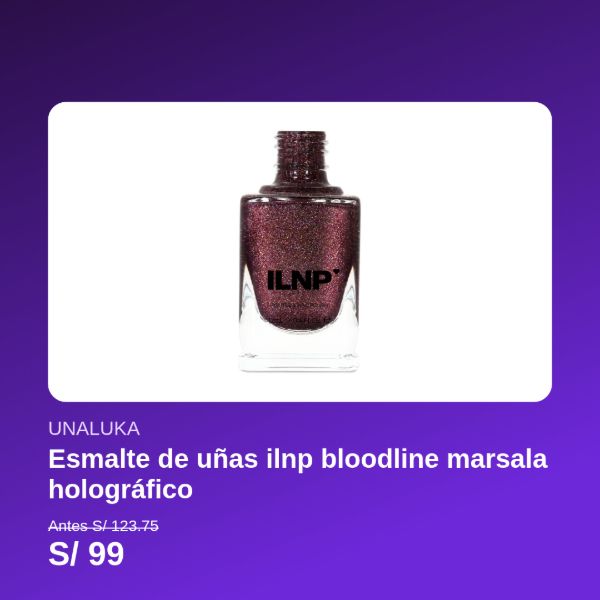 ILNP
UNALUKA
Esmalte de uñas ilnp bloodline marsala
holográfico
Antes S/ 123.75
S/ 99